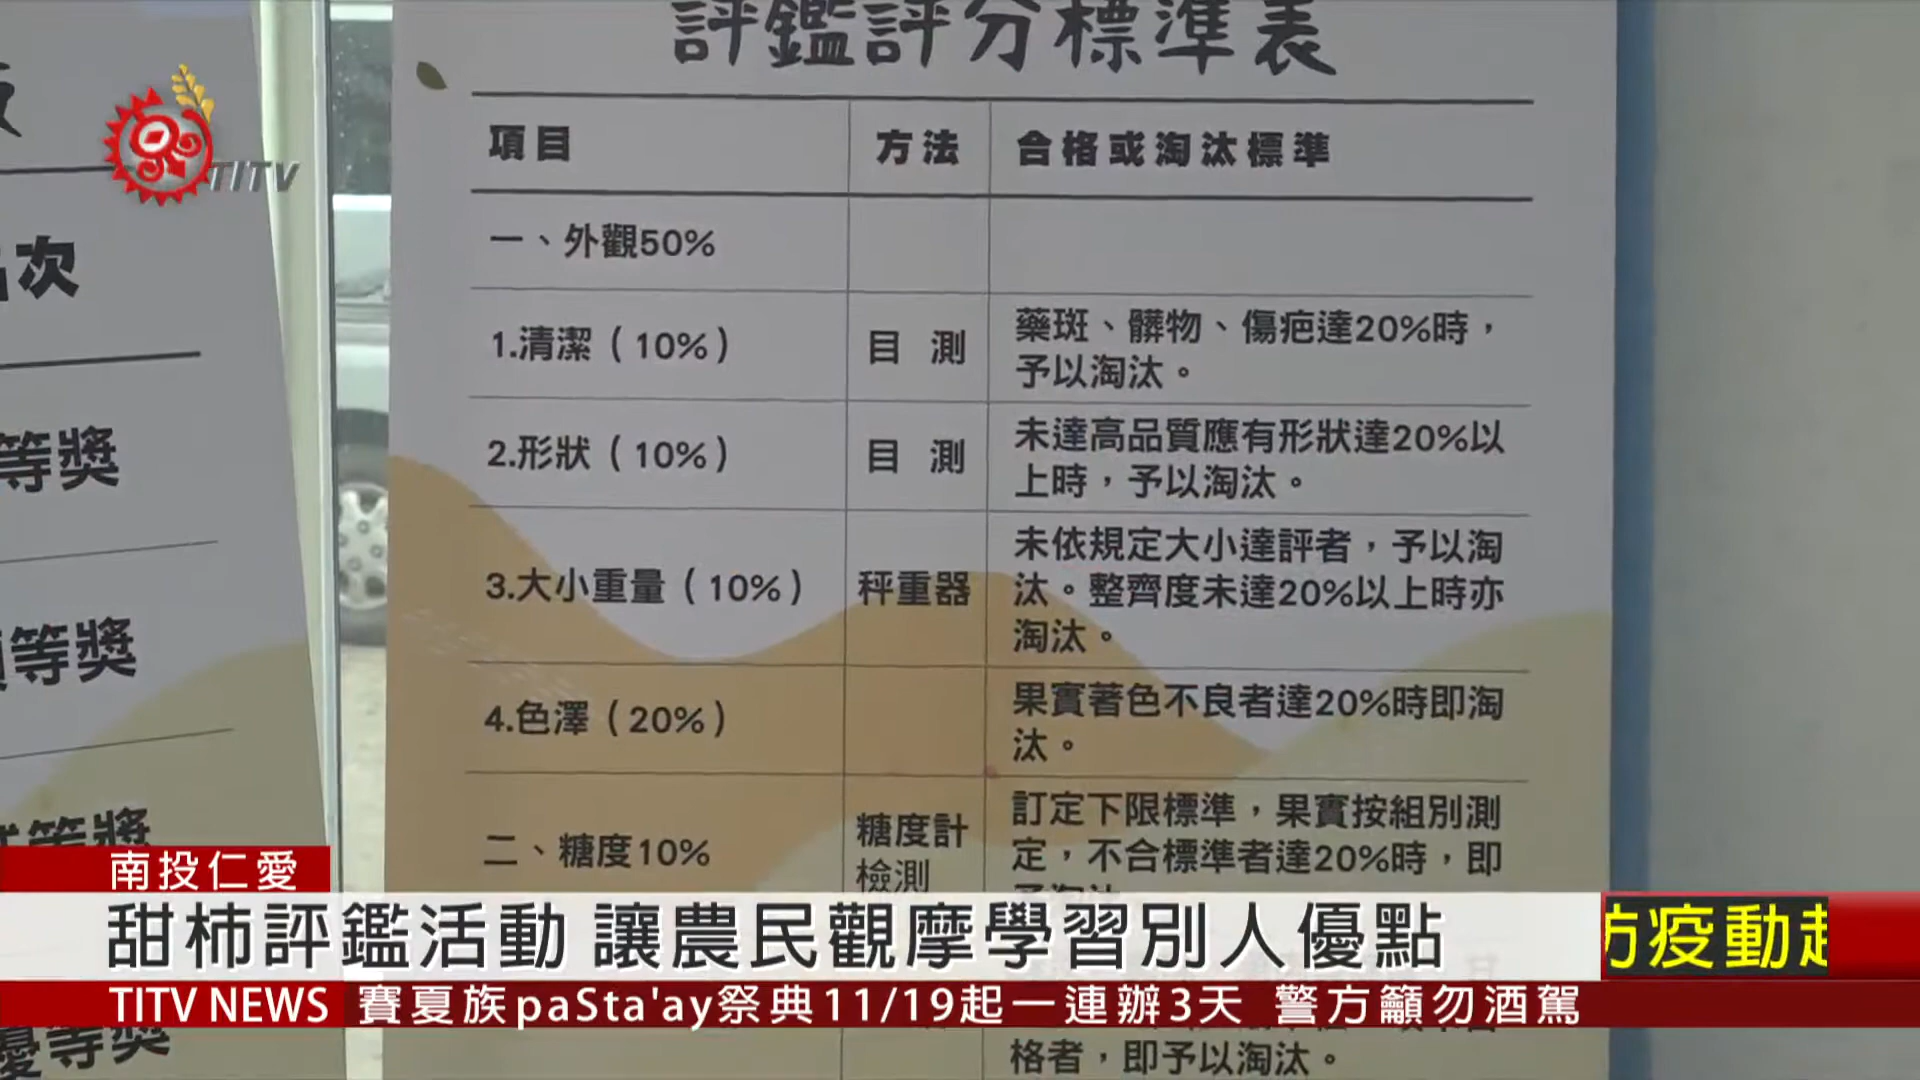 評鑑評分標準表
項目 方法 合格或淘汰標準
一、外觀50%
1.清潔（10%） 目 測 藥斑、髒物、傷疤達20%時，
予以淘汰。
2.形狀（10%） 目 測 未達高品質應有形狀達20%以
上時，予以淘汰。
3.大小重量（10%） 秤重器 未依規定大小達評者，予以淘
汰。整齊度未達20%以上時亦
淘汰。
4.色澤（20%） 果實著色不良者達20%時即淘
汰。
二、糖度10% 糖度計
檢測 訂定下限標準，果實按組別測
定，不合標準者達20%時，即
格者，即予以淘汰。
次
等獎
等獎
等獎
優等獎
TITV
南投仁愛
甜柿評鑑活動 讓農民觀摩學習別人優點
防疫動起
TITV NEWS 賽夏族paSta'ay祭典11/19起一連辦3天 警方籲勿酒駕